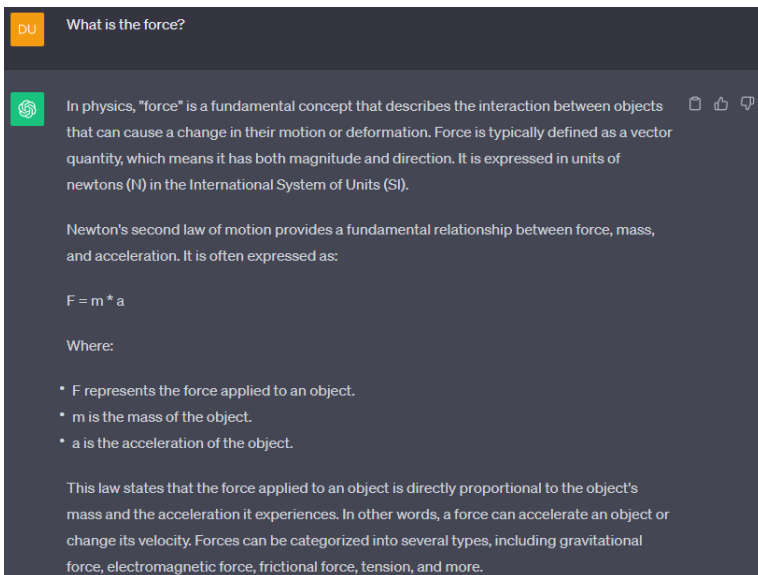 DU
What is the force?
In physics, "force" is a fundamental concept that describes the interaction between objects
that can cause a change in their motion or deformation. Force is typically defined as a vector
quantity, which means it has both magnitude and direction. It is expressed in units of
newtons (N) in the International System of Units (SI).
Newton's second law of motion provides a fundamental relationship between force, mass,
and acceleration. It is often expressed as:
F = m * a
Where:
• F represents the force applied to an object.
• m is the mass of the object.
• a is the acceleration of the object.
This law states that the force applied to an object is directly proportional to the object's
mass and the acceleration it experiences. In other words, a force can accelerate an object or
change its velocity. Forces can be categorized into several types, including gravitational
force, electromagnetic force, frictional force, tension, and more.